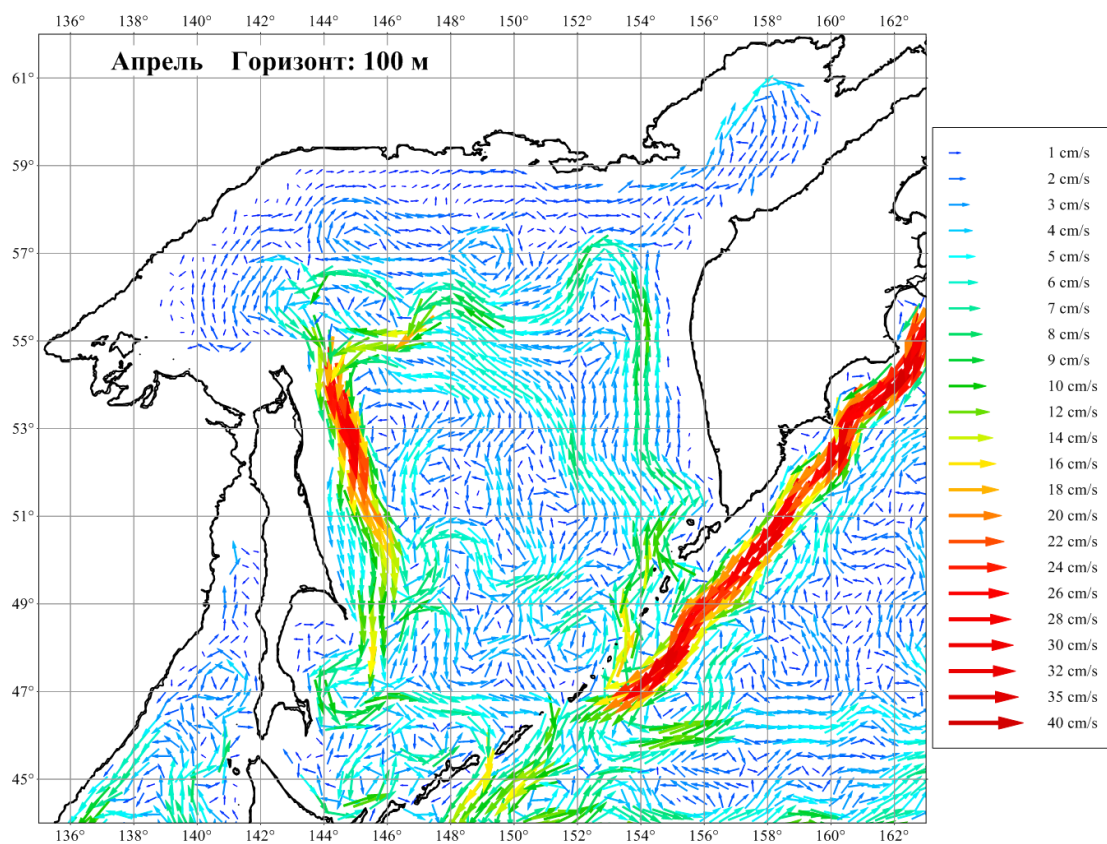 136° 138° 140° 142° 144° 146° 148° 150° 152° 154° 156° 158° 160° 162°
Апрель Горизонт: 100 м
61°
59°
57°
55°
53°
51°
49°
47°
45°
136° 138° 140° 142° 144° 146° 148° 150° 152° 154° 156° 158° 160° 162°
1 cm/s
2 cm/s
3 cm/s
4 cm/s
5 cm/s
6 cm/s
7 cm/s
8 cm/s
9 cm/s
10 cm/s
12 cm/s
14 cm/s
16 cm/s
18 cm/s
20 cm/s
22 cm/s
24 cm/s
26 cm/s
28 cm/s
30 cm/s
32 cm/s
35 cm/s
40 cm/s